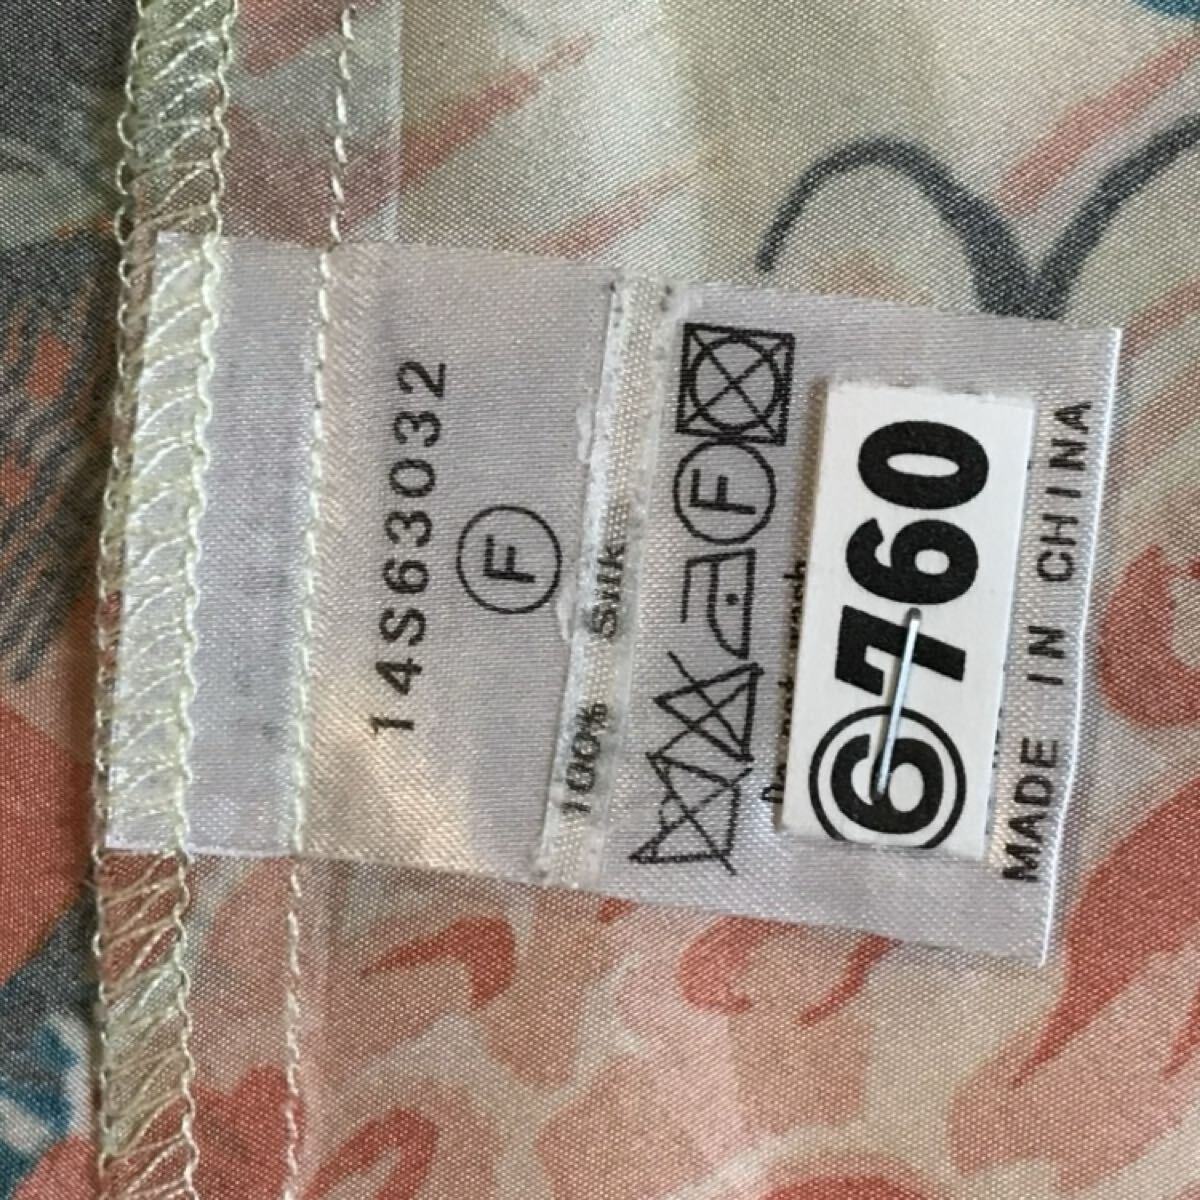 14S63032
F
100% Silk
F
6760
MADE IN CHINA